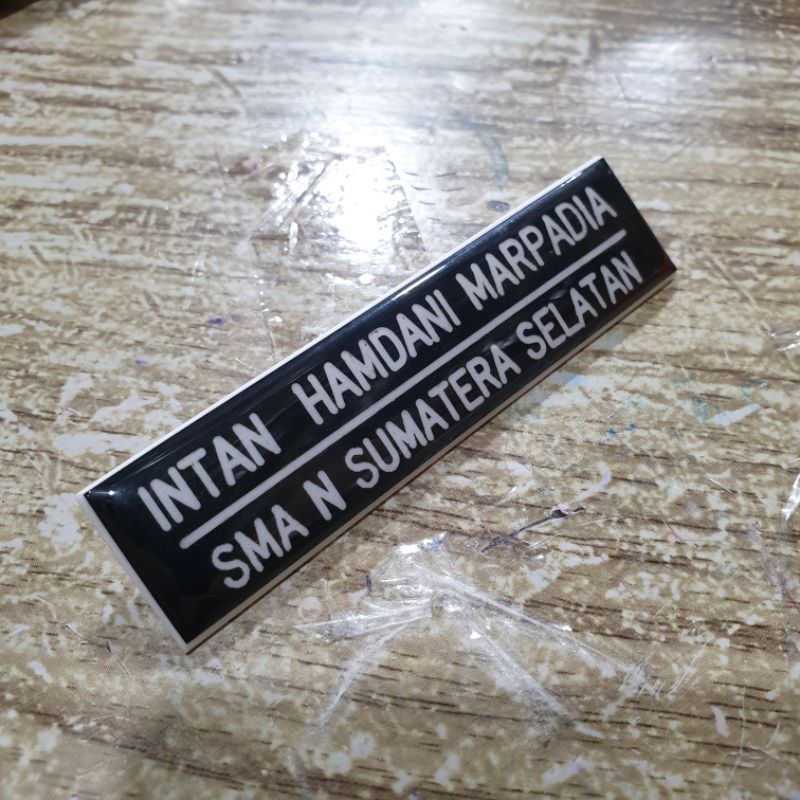 INTAN HAMDANI MARPADIA
SMA N SUMATERA SELATAN